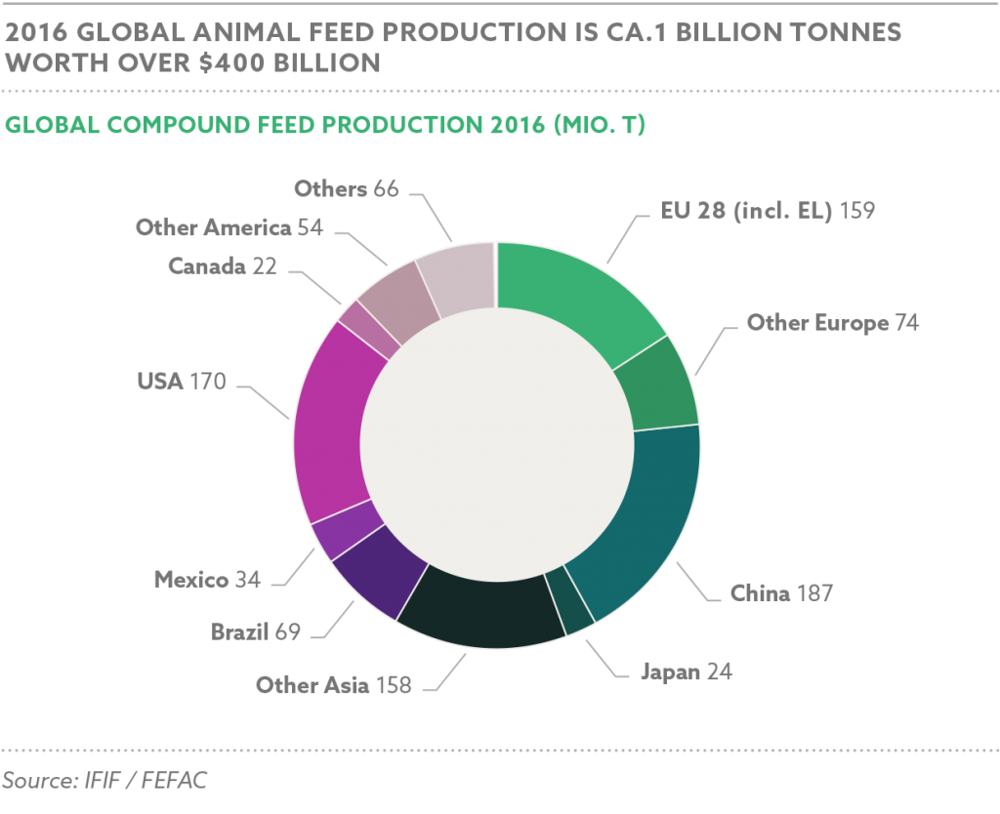 2016 GLOBAL ANIMAL FEED PRODUCTION IS CA.1 BILLION TONNES
WORTH OVER $400 BILLION
GLOBAL COMPOUND FEED PRODUCTION 2016 (MIO. T)
Others 66
EU 28 (incl. EL) 159
Other America 54
Canada 22
Other Europe 74
USA 170
Mexico 34
China 187
Brazil 69
Japan 24
Other Asia 158
Source: IFIF / FEFAC